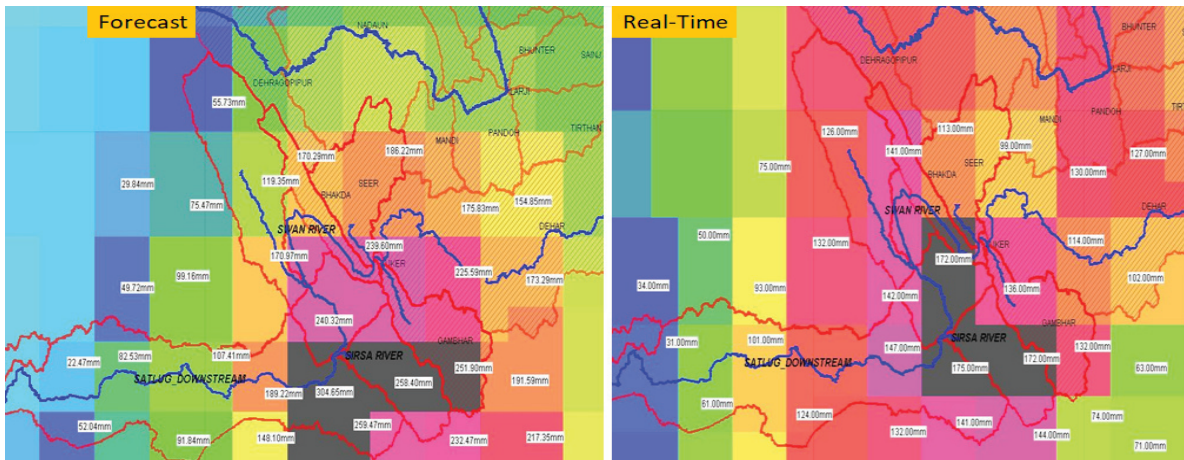 Forecast
NADAUN
BHUNTER
SAINJ
DEHRAGOPIPUR
LARJI
55.73mm
PANDOH
TIRTHAN
MANDI
170.29mm
186.22mm
119.35mm
SEER
29.84mm
BHAKDA
154.85mm
75.47mm
175.83mm
SWAN RIVER
DEHAR
239.60mm
170.97mm
225.59mm
99.16mm
173.29mm
49.72mm
240.32mm
GAMBHAR
SIRSA RIVER
82.53mm
107.41mm
22.47mm
251.90mm
SATLUG_DOWNSTREAM
258.40mm
191.59mm
189.22mm
304.65mm
52.04mm
259.47mm
91.84mm
148.10mm
232.47mm
217.35mm
Real-Time
BHUNTER
SAINJ
DEHRAGOPIPUR
LARJI
PANDOH
MANDI
126.00mm
113.00mm
141.00mm
99.00mm
127.00mm
SEER
75.00mm
130.00mm
BHAKDA
DEHAR
SWAN RIVER
50.00mm
132.00mm
114.00mm
172.00mm
102.00mm
34.00mm
93.00mm
136.00mm
142.00mm
GAMBHAR
101.00mm
SIRSA RIVER
31.00mm
147.00mm
132.00mm
SATLUG_DOWNSTREAM
172.00mm
175.00mm
63.00mm
61.00mm
124.00mm
74.00mm
141.00mm
132.00mm
144.00mm
71.00mm